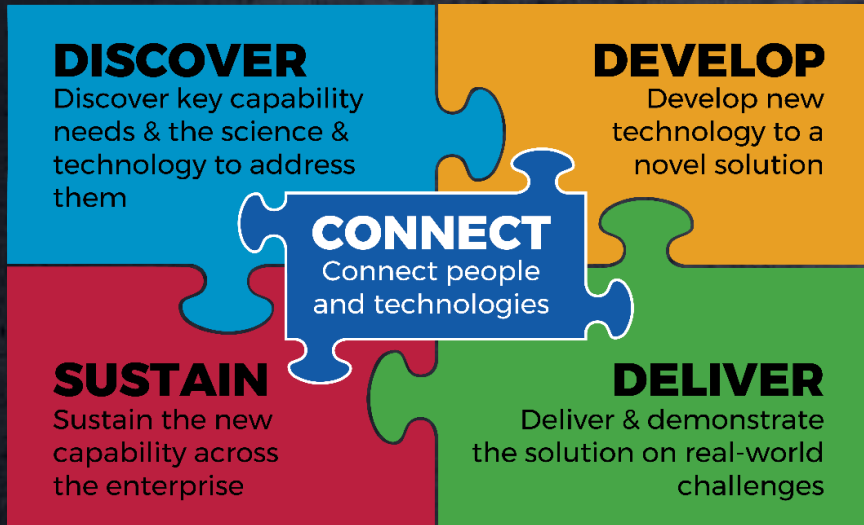 DISCOVER
Discover key capability
needs & the science &
technology to address
them
DEVELOP
Develop new
technology to a
novel solution
CONNECT
Connect people
and technologies
SUSTAIN
Sustain the new
capability across
the enterprise
DELIVER
Deliver & demonstrate
the solution on real-world
challenges